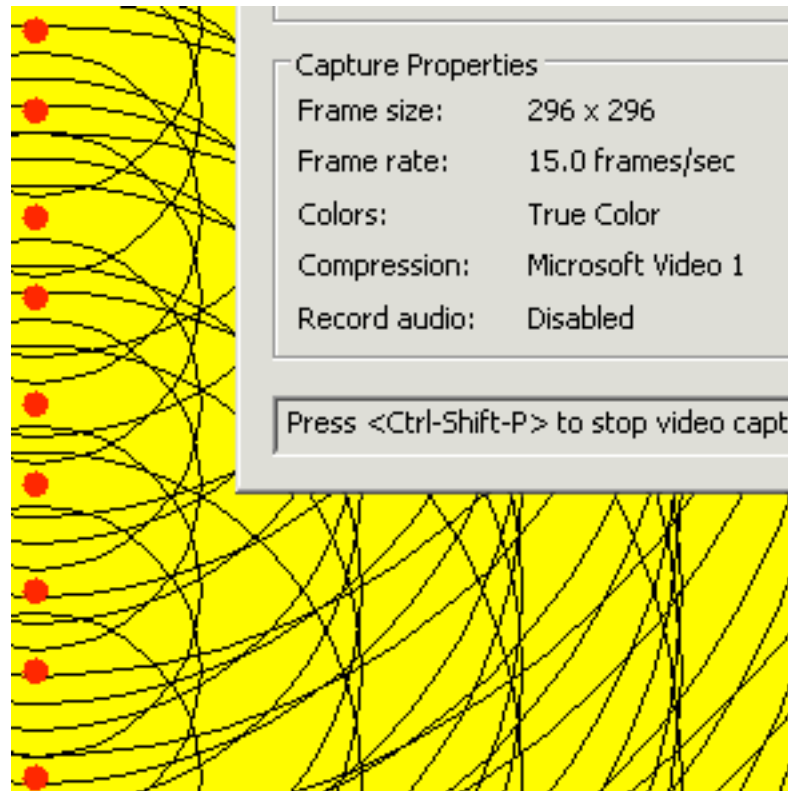 Capture Properties
Frame size: 296 x 296
Frame rate: 15.0 frames/sec
Colors: True Color
Compression: Microsoft Video 1
Record audio: Disabled
Press <Ctrl-Shift-P> to stop video capt